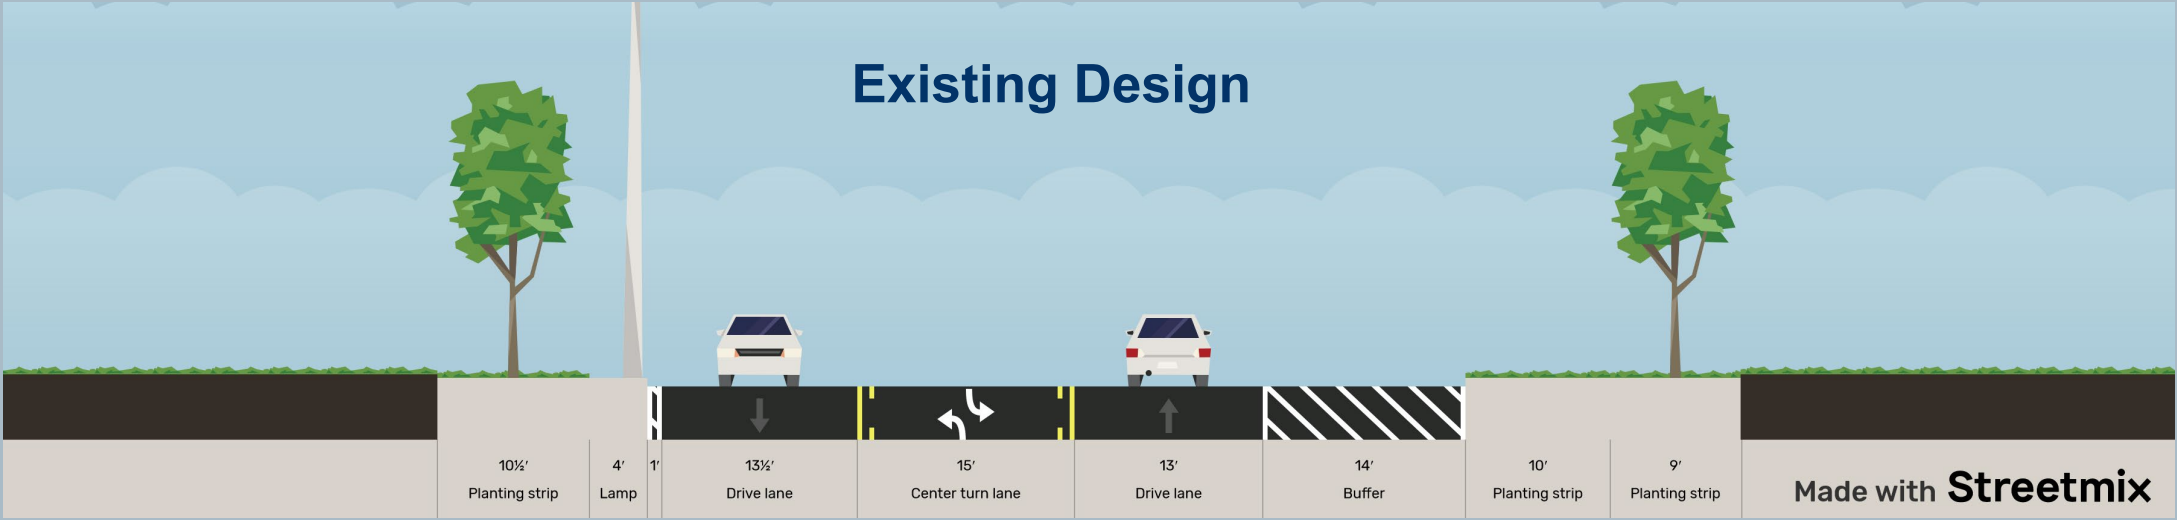 Existing Design
10½′ 4′ 1′ 13½′ 15′ 13′ 14′ 10′ 9′
Planting strip Lamp Drive lane Center turn lane Drive lane Buffer Planting strip Planting strip
Made with Streetmix